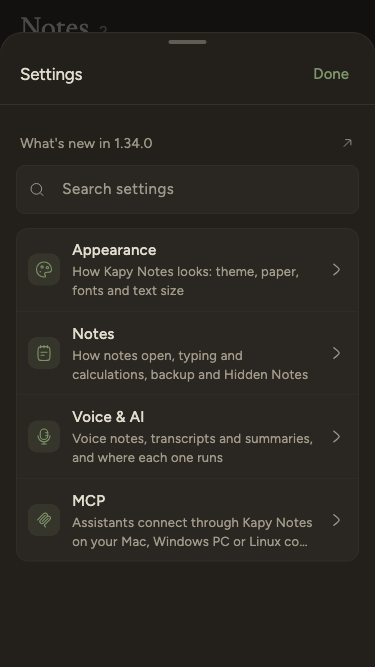 Notes 2
Settings
Done
What's new in 1.34.0
Search settings
Appearance
How Kapy Notes looks: theme, paper,
fonts and text size
Notes
How notes open, typing and
calculations, backup and Hidden Notes
Voice & AI
Voice notes, transcripts and summaries,
and where each one runs
MCP
Assistants connect through Kapy Notes
on your Mac, Windows PC or Linux co...